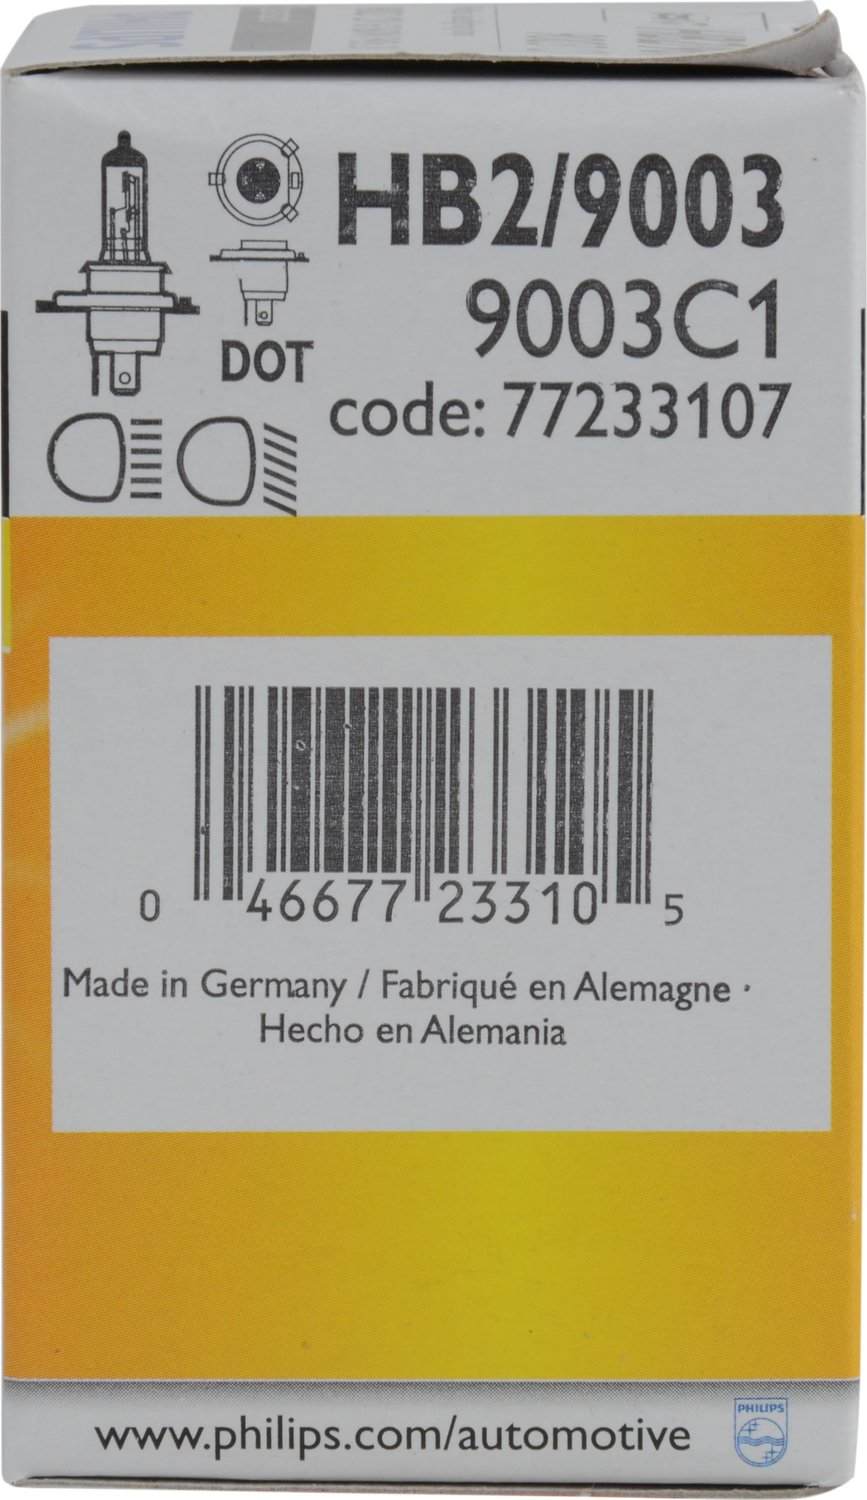 HB2/9003
9003C1
DOT
code: 77233107
0 46677 23310 5
Made in Germany / Fabriqué en Alemagne ·
Hecho en Alemania
www.philips.com/automotive
PHILIPS